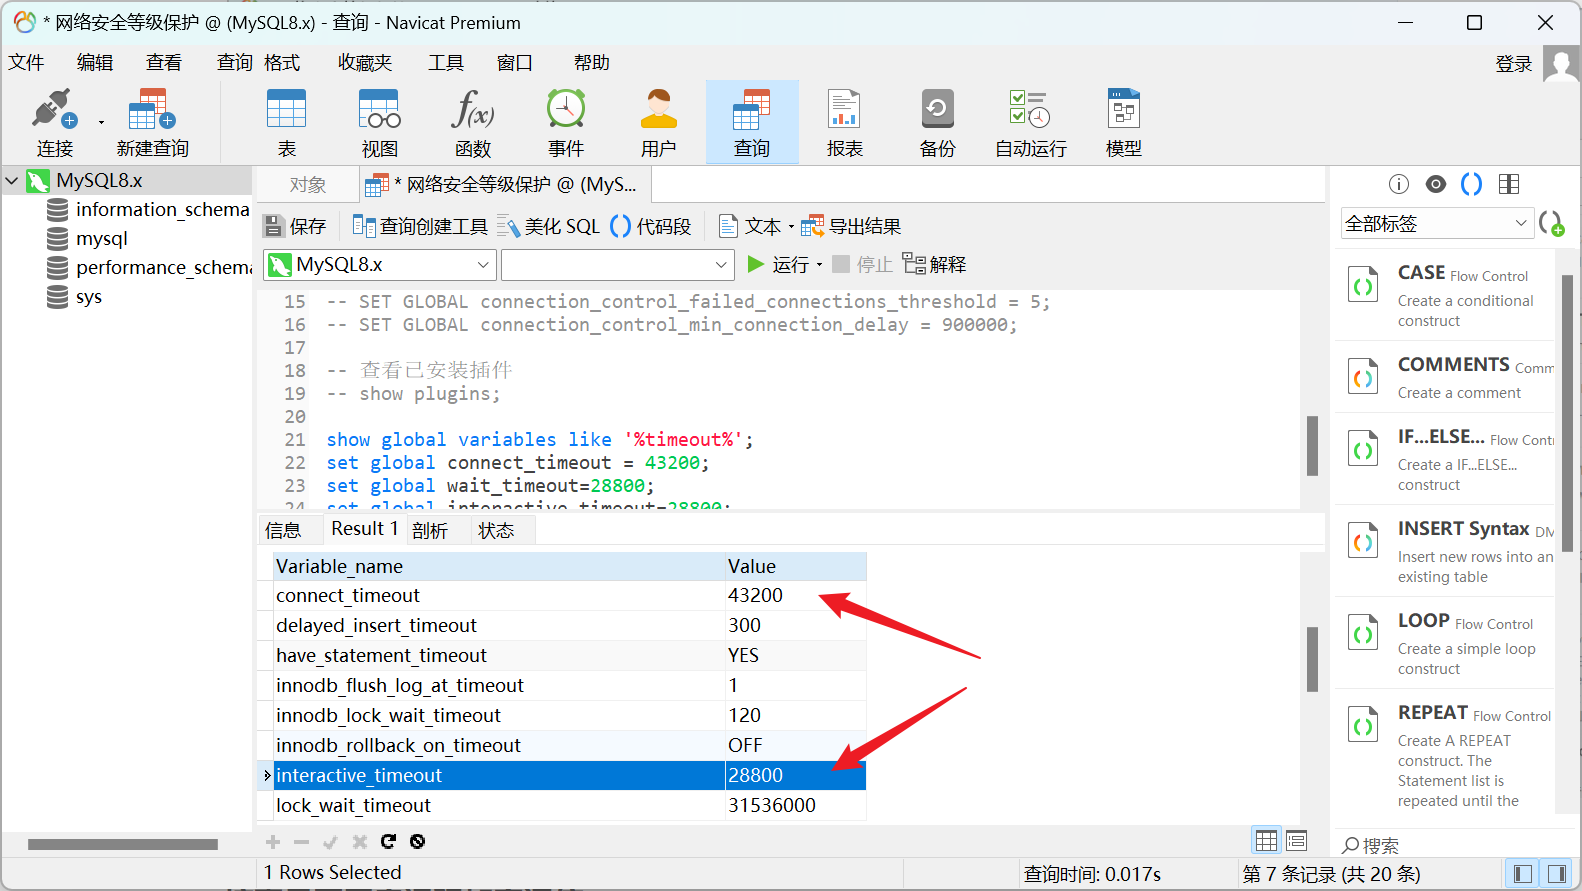 * 网络安全等级保护 @ (MySQL8.x) - 查询 - Navicat Premium
文件 编辑 查看 查询 格式 收藏夹 工具 窗口 帮助 登录
连接 新建查询 表 视图 函数 事件 用户 查询 报表 备份 自动运行 模型
MySQL8.x
information_schema
mysql
performance_schema
sys
对象 * 网络安全等级保护 @ (MyS...
保存 查询创建工具 美化 SQL 代码段 文本 导出结果
MySQL8.x 运行 停止 解释
15 -- SET GLOBAL connection_control_failed_connections_threshold = 5;
16 -- SET GLOBAL connection_control_min_connection_delay = 900000;
17
18 -- 查看已安装插件
19 -- show plugins;
20
21 show global variables like '%timeout%';
22 set global connect_timeout = 43200;
23 set global wait_timeout=28800;
24 set global interactive_timeout=28800;
信息 Result 1 剖析 状态
Variable_name Value
connect_timeout 43200
delayed_insert_timeout 300
have_statement_timeout YES
innodb_flush_log_at_timeout 1
innodb_lock_wait_timeout 120
innodb_rollback_on_timeout OFF
interactive_timeout 28800
lock_wait_timeout 31536000
全部标签
CASE Flow Control
Create a conditional
construct
COMMENTS Comm
Create a comment
IF...ELSE... Flow Contr
Create a IF...ELSE...
construct
INSERT Syntax DM
Insert new rows into an
existing table
LOOP Flow Control
Create a simple loop
construct
REPEAT Flow Control
Create A REPEAT
construct. The
Statement list is
repeated until the
搜索
1 Rows Selected 查询时间: 0.017s 第 7 条记录 (共 20 条)